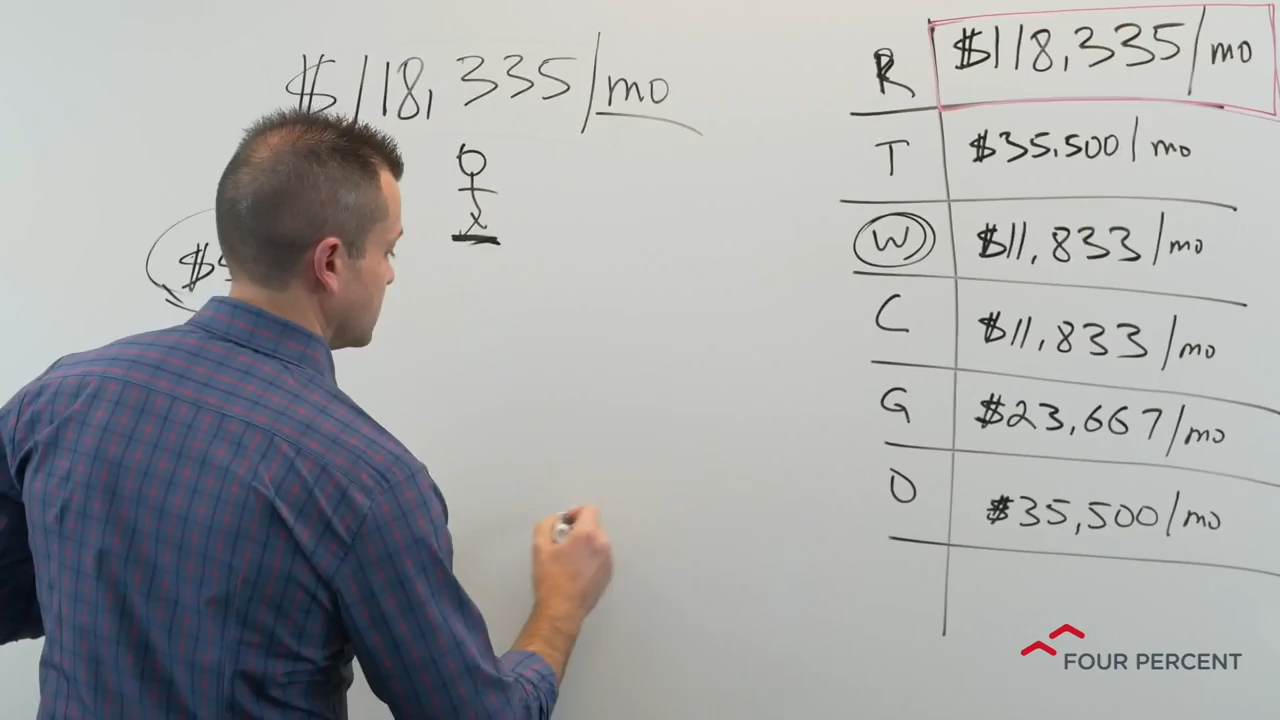 $118,335/mo
R $118,335/mo
T $35,500/mo
W $11,833/mo
C $11,833/mo
G $23,667/mo
O $35,500/mo
FOUR PERCENT